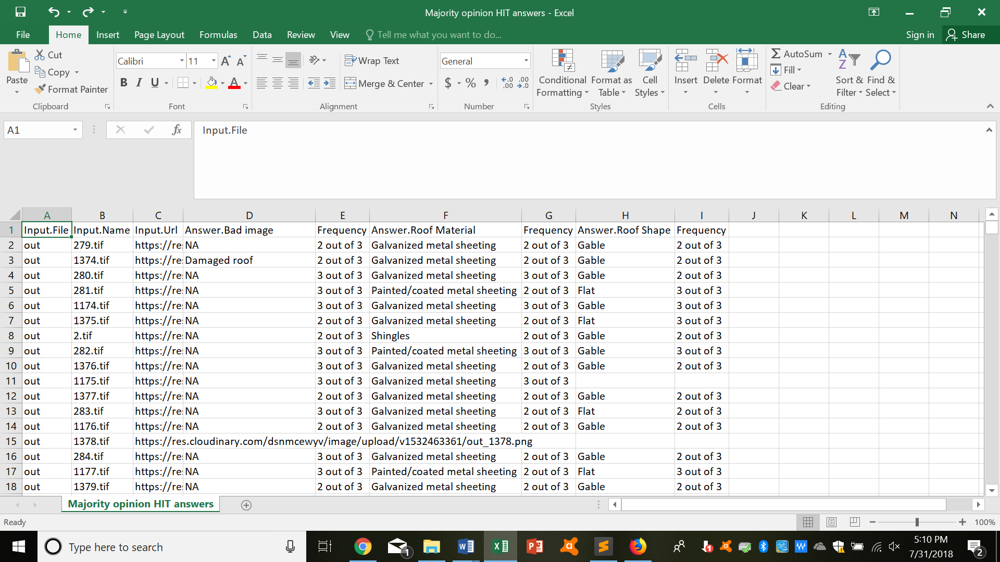 Majority opinion HIT answers - Excel
File Home Insert Page Layout Formulas Data Review View Tell me what you want to do... Sign in Share
Paste Cut Copy Format Painter
Clipboard
Calibri 11 A A
B I U A
Font
Wrap Text
Merge & Center
Alignment
General
$ % , .0 .00 .00 .0
Number
Conditional Formatting Format as Table Cell Styles
Styles
Insert Delete Format
Cells
AutoSum Fill Clear Sort & Filter Find & Select
Editing
A1 fx Input.File
A B C D E F G H I J K L M N
1 Input.File Input.Name Input.Url Answer.Bad image Frequency Answer.Roof Material Frequency Answer.Roof Shape Frequency
2 out 279.tif https://re NA 2 out of 3 Galvanized metal sheeting 2 out of 3 Gable 2 out of 3
3 out 1374.tif https://re Damaged roof 2 out of 3 Galvanized metal sheeting 2 out of 3 Gable 2 out of 3
4 out 280.tif https://re NA 3 out of 3 Galvanized metal sheeting 3 out of 3 Gable 2 out of 3
5 out 281.tif https://re NA 3 out of 3 Painted/coated metal sheeting 2 out of 3 Flat 3 out of 3
6 out 1174.tif https://re NA 3 out of 3 Galvanized metal sheeting 3 out of 3 Gable 3 out of 3
7 out 1375.tif https://re NA 2 out of 3 Galvanized metal sheeting 2 out of 3 Flat 3 out of 3
8 out 2.tif https://re NA 2 out of 3 Shingles 2 out of 3 Gable 2 out of 3
9 out 282.tif https://re NA 3 out of 3 Painted/coated metal sheeting 3 out of 3 Gable 3 out of 3
10 out 1376.tif https://re NA 3 out of 3 Galvanized metal sheeting 2 out of 3 Gable 2 out of 3
11 out 1175.tif https://re NA 3 out of 3 Galvanized metal sheeting 3 out of 3
12 out 1377.tif https://re NA 2 out of 3 Galvanized metal sheeting 2 out of 3 Gable 2 out of 3
13 out 283.tif https://re NA 3 out of 3 Galvanized metal sheeting 2 out of 3 Flat 2 out of 3
14 out 1176.tif https://re NA 2 out of 3 Galvanized metal sheeting 2 out of 3 Gable 2 out of 3
15 out 1378.tif https://res.cloudinary.com/dsnmcewyv/image/upload/v1532463361/out_1378.png
16 out 284.tif https://re NA 3 out of 3 Galvanized metal sheeting 2 out of 3 Gable 2 out of 3
17 out 1177.tif https://re NA 3 out of 3 Painted/coated metal sheeting 2 out of 3 Flat 3 out of 3
18 out 1379.tif https://re NA 2 out of 3 Galvanized metal sheeting 2 out of 3 Gable 2 out of 3
Majority opinion HIT answers
Ready 100%
Type here to search
5:10 PM
7/31/2018